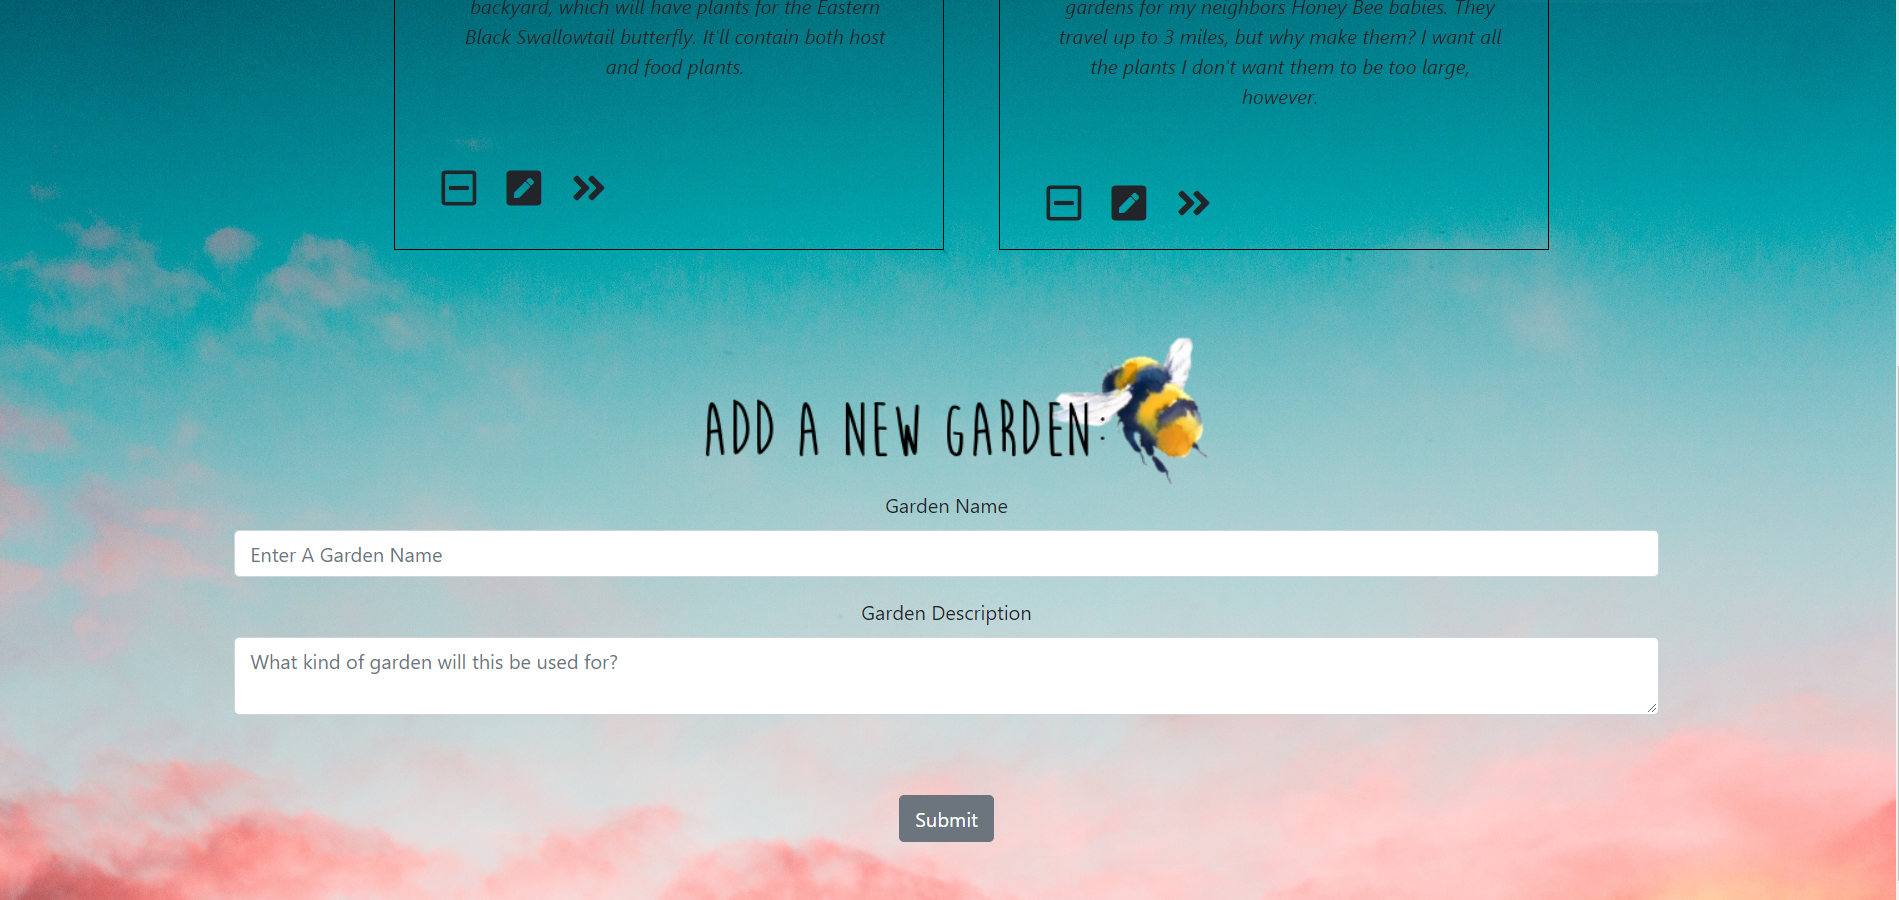 backyard, which will have plants for the Eastern
Black Swallowtail butterfly. It'll contain both host
and food plants.
gardens for my neighbors Honey Bee babies. They
travel up to 3 miles, but why make them? I want all
the plants I don't want them to be too large,
however.
ADD A NEW GARDEN:
Garden Name
Enter A Garden Name
Garden Description
What kind of garden will this be used for?
Submit